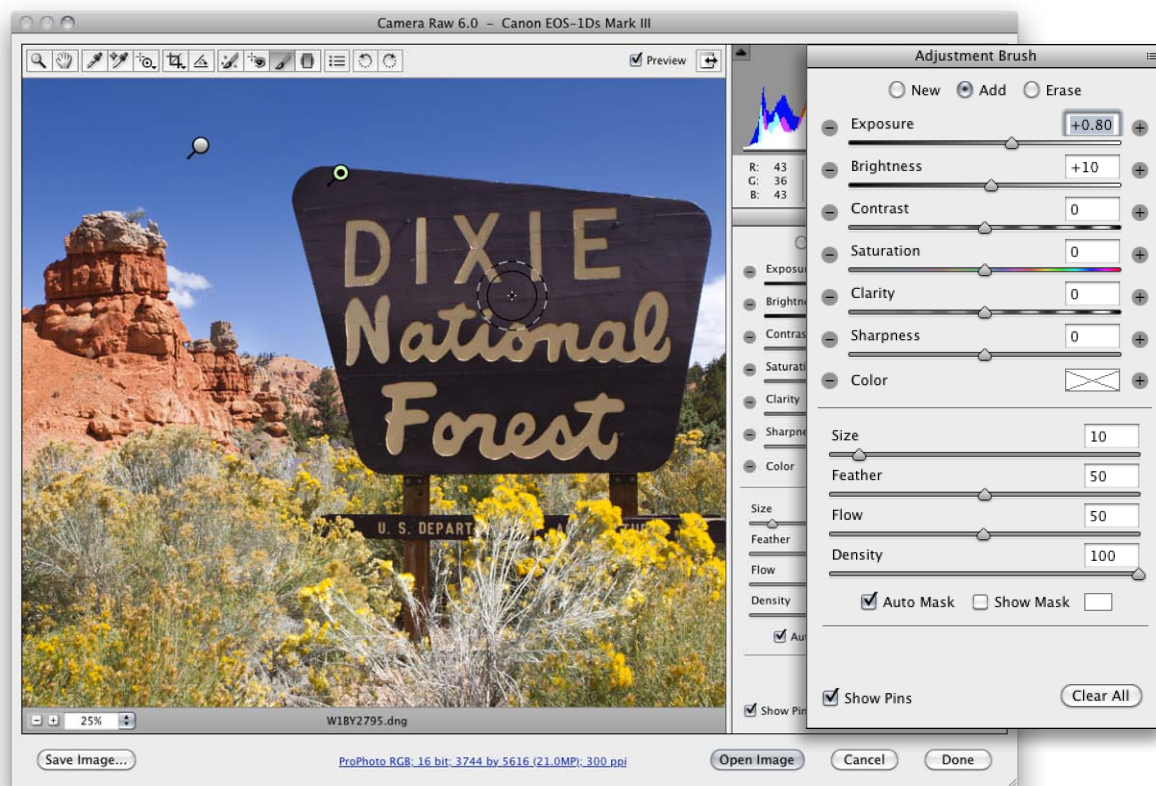 Camera Raw 6.0 – Canon EOS-1Ds Mark III
Preview
DIXIE
National
Forest
U. S. DEPART
25%
W1BY2795.dng
R: 43
G: 36
B: 43
Exposu
Brightne
Contras
Saturati
Clarity
Sharpne
Color
Size
Feather
Flow
Density
Au
Show Pin
Adjustment Brush
New Add Erase
Exposure +0.80
Brightness +10
Contrast 0
Saturation 0
Clarity 0
Sharpness 0
Color
Size 10
Feather 50
Flow 50
Density 100
Auto Mask Show Mask
Show Pins Clear All
Save Image... ProPhoto RGB; 16 bit; 3744 by 5616 (21.0MP); 300 ppi Open Image Cancel Done